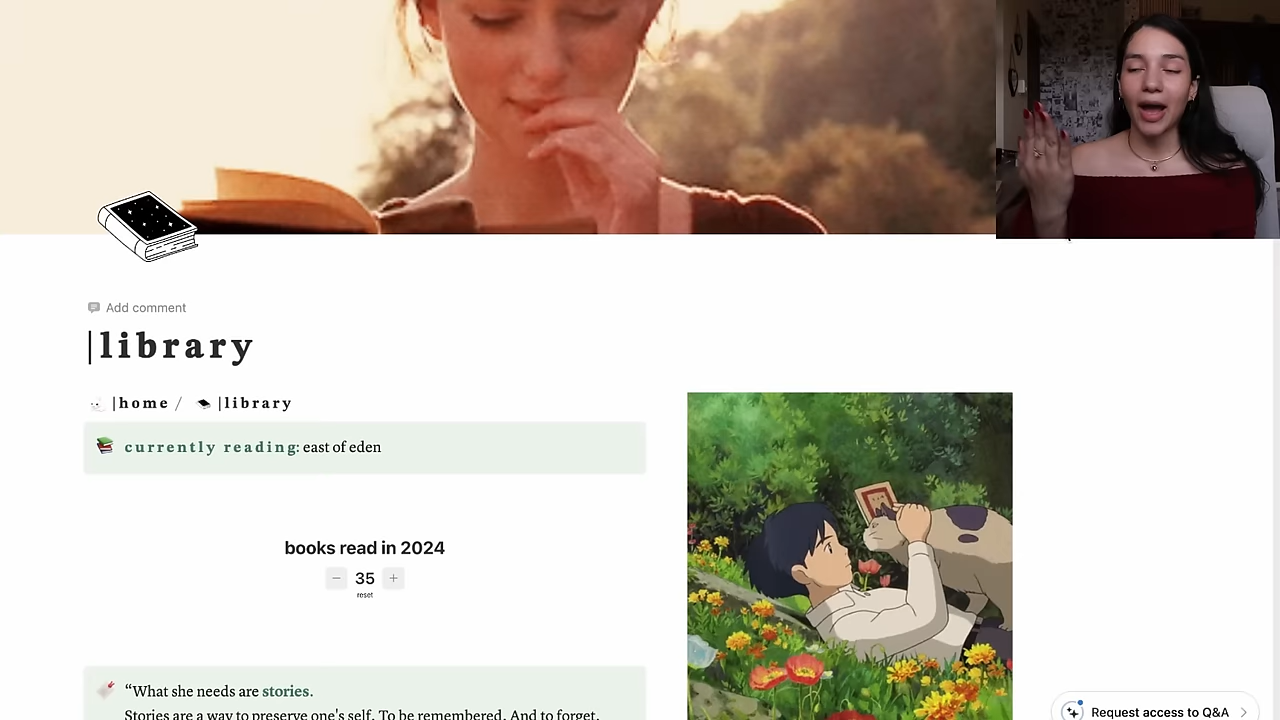 Add comment
|library
|home / |library
currently reading: east of eden
books read in 2024
− 35 +
reset
“What she needs are stories.
Stories are a way to preserve one's self. To be remembered. And to forget.
Request access to Q&A